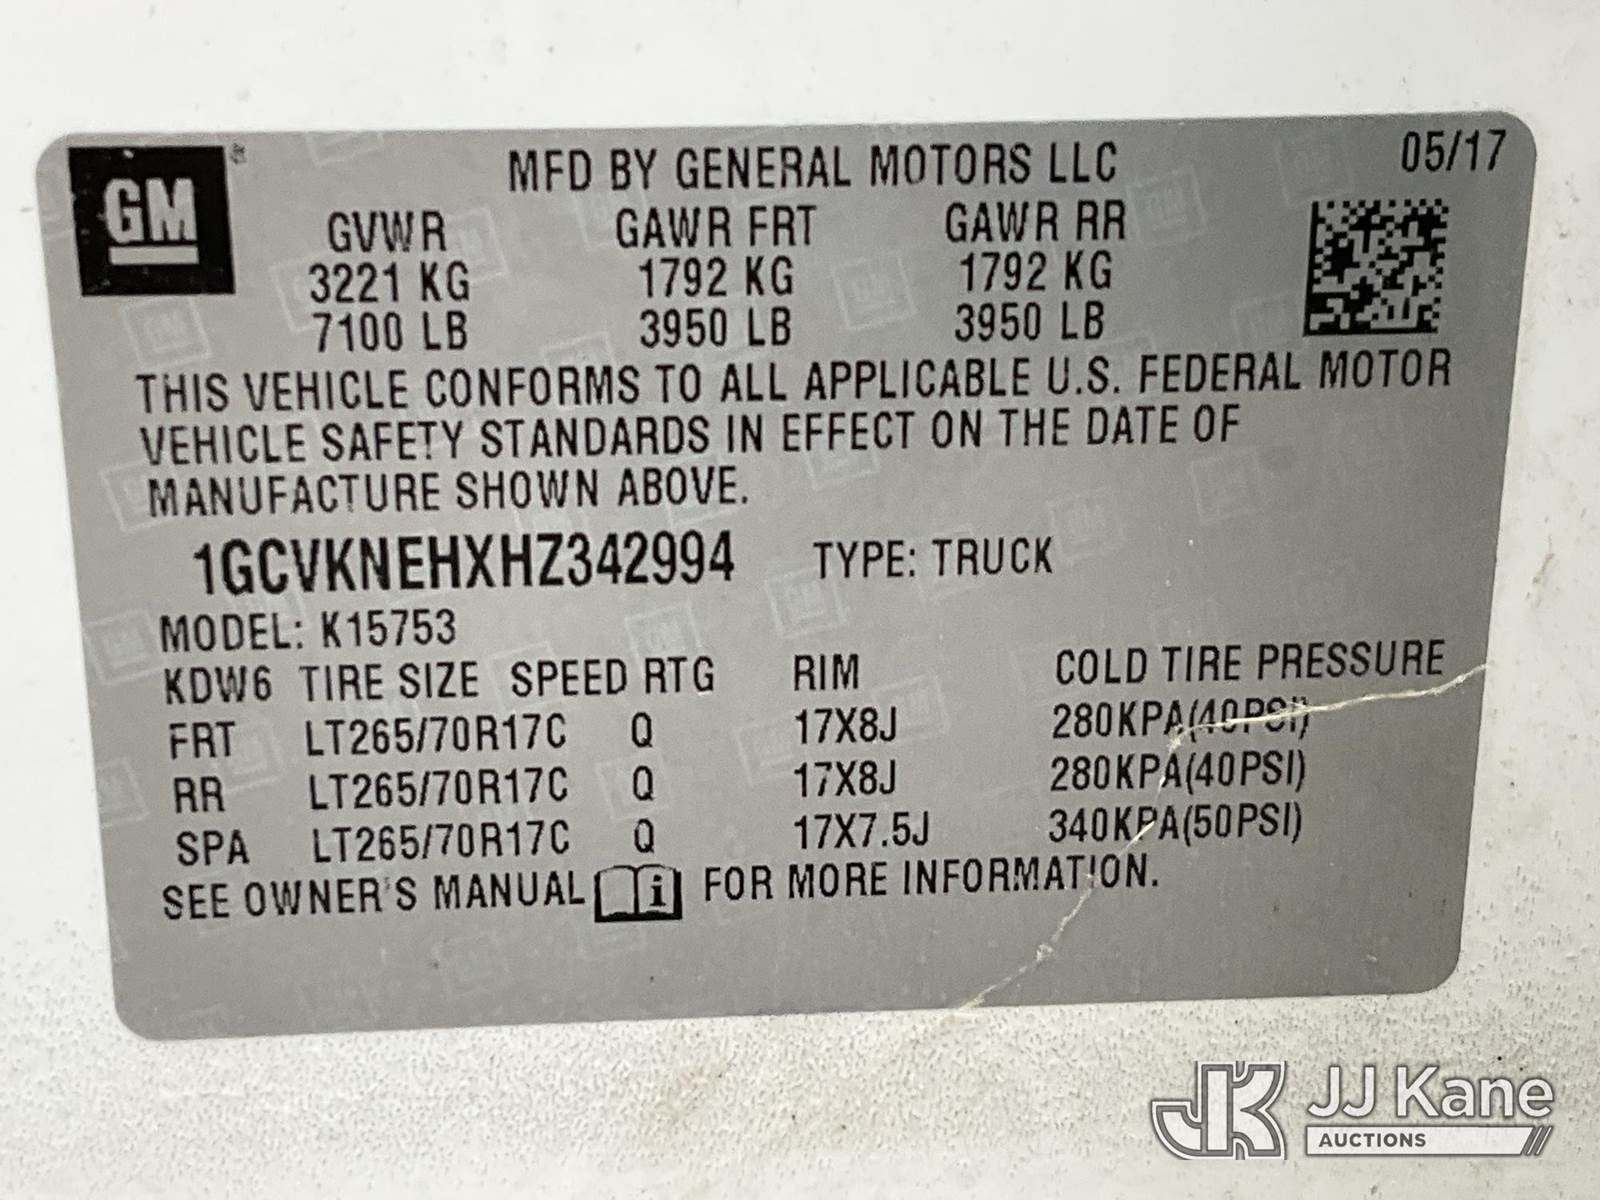 GM
MFD BY GENERAL MOTORS LLC 05/17
GVWR GAWR FRT GAWR RR
3221 KG 1792 KG 1792 KG
7100 LB 3950 LB 3950 LB
THIS VEHICLE CONFORMS TO ALL APPLICABLE U.S. FEDERAL MOTOR
VEHICLE SAFETY STANDARDS IN EFFECT ON THE DATE OF
MANUFACTURE SHOWN ABOVE.
1GCVKNEHXHZ342994 TYPE: TRUCK
MODEL: K15753
KDW6 TIRE SIZE SPEED RTG RIM COLD TIRE PRESSURE
FRT LT265/70R17C Q 17X8J 280KPA(40PSI)
RR LT265/70R17C Q 17X8J 280KPA(40PSI)
SPA LT265/70R17C Q 17X7.5J 340KPA(50PSI)
SEE OWNER'S MANUAL i FOR MORE INFORMATION.
JK JJ Kane
AUCTIONS